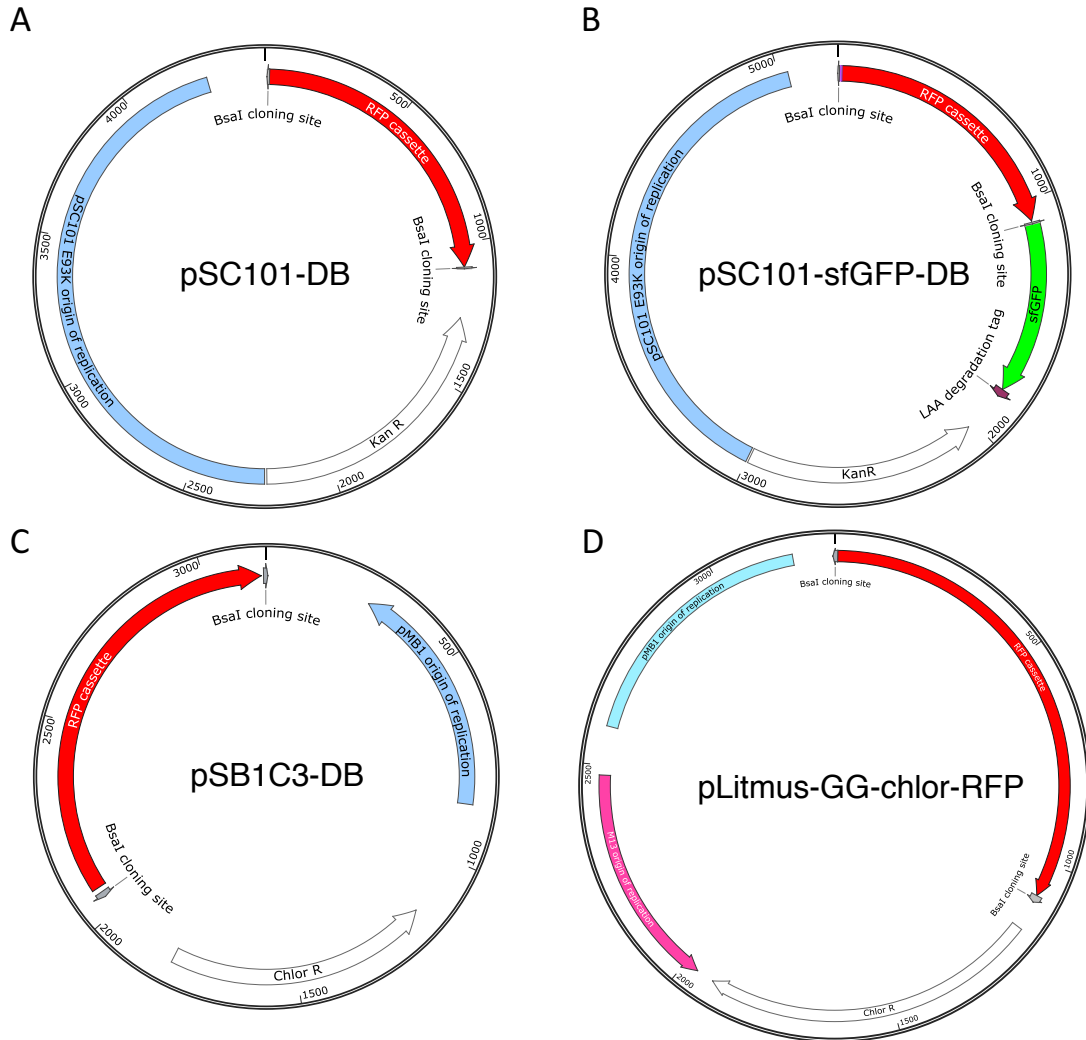 A
500
1000
1500
2000
2500
3000
3500
4000
BsaI cloning site
RFP cassette
BsaI cloning site
Kan R
pSC101 E93K origin of replication
pSC101-DB
B
1000
2000
3000
4000
5000
BsaI cloning site
RFP cassette
BsaI cloning site
sfGFP
LAA degradation tag
KanR
pSC101 E93K origin of replication
pSC101-sfGFP-DB
C
500
1000
1500
2000
2500
3000
BsaI cloning site
pMB1 origin of replication
Chlor R
BsaI cloning site
RFP cassette
pSB1C3-DB
D
500
1000
1500
2000
2500
3000
BsaI cloning site
RFP cassette
BsaI cloning site
Chlor R
M13 origin of replication
pMB1 origin of replication
pLitmus-GG-chlor-RFP